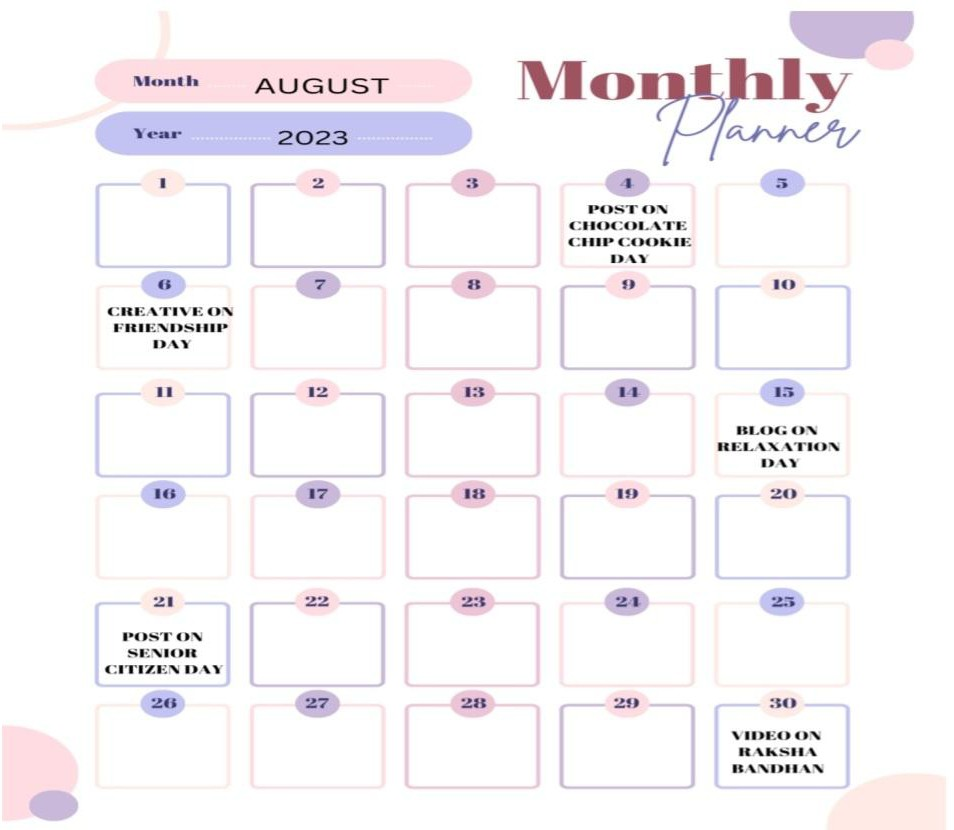 Month AUGUST
Monthly
Planner
Year 2023
1 2 3 4 5
POST ON
CHOCOLATE
CHIP COOKIE
DAY
6 7 8 9 10
CREATIVE ON
FRIENDSHIP
DAY
11 12 13 14 15
BLOG ON
RELAXATION
DAY
16 17 18 19 20
21 22 23 24 25
POST ON
SENIOR
CITIZEN DAY
26 27 28 29 30
VIDEO ON
RAKSHA
BANDHAN